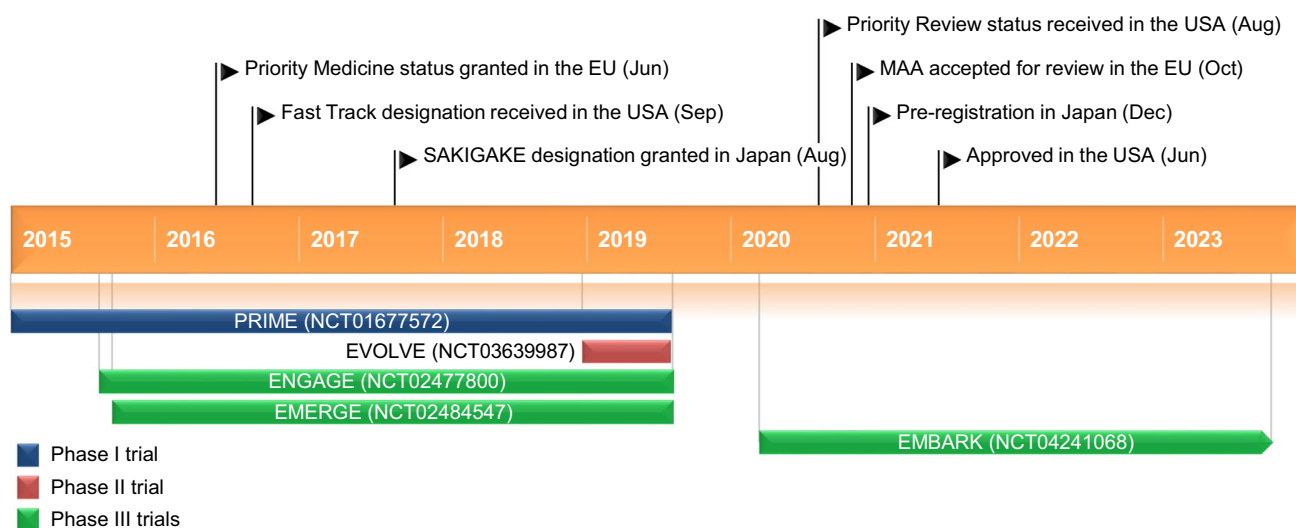 Priority Review status received in the USA (Aug)
Priority Medicine status granted in the EU (Jun)
MAA accepted for review in the EU (Oct)
Fast Track designation received in the USA (Sep)
Pre-registration in Japan (Dec)
SAKIGAKE designation granted in Japan (Aug)
Approved in the USA (Jun)
2015 2016 2017 2018 2019 2020 2021 2022 2023
PRIME (NCT01677572)
EVOLVE (NCT03639987)
ENGAGE (NCT02477800)
EMERGE (NCT02484547)
EMBARK (NCT04241068)
Phase I trial
Phase II trial
Phase III trials